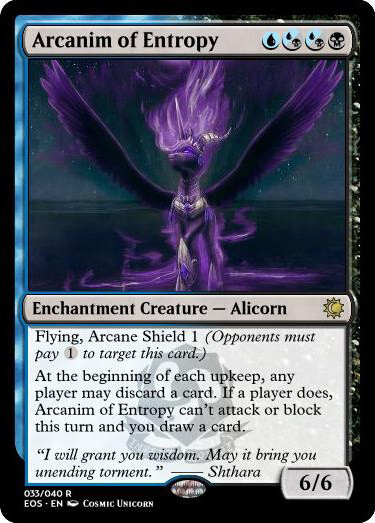 Arcanim of Entropy
Enchantment Creature — Alicorn
Flying, Arcane Shield 1 (Opponents must
pay 1 to target this card.)
At the beginning of each upkeep, any
player may discard a card. If a player does,
Arcanim of Entropy can't attack or block
this turn and you draw a card.
“I will grant you wisdom. May it bring you
unending torment.” —— Shthara
6/6
033/040 R
EOS • EN Cosmic Unicorn